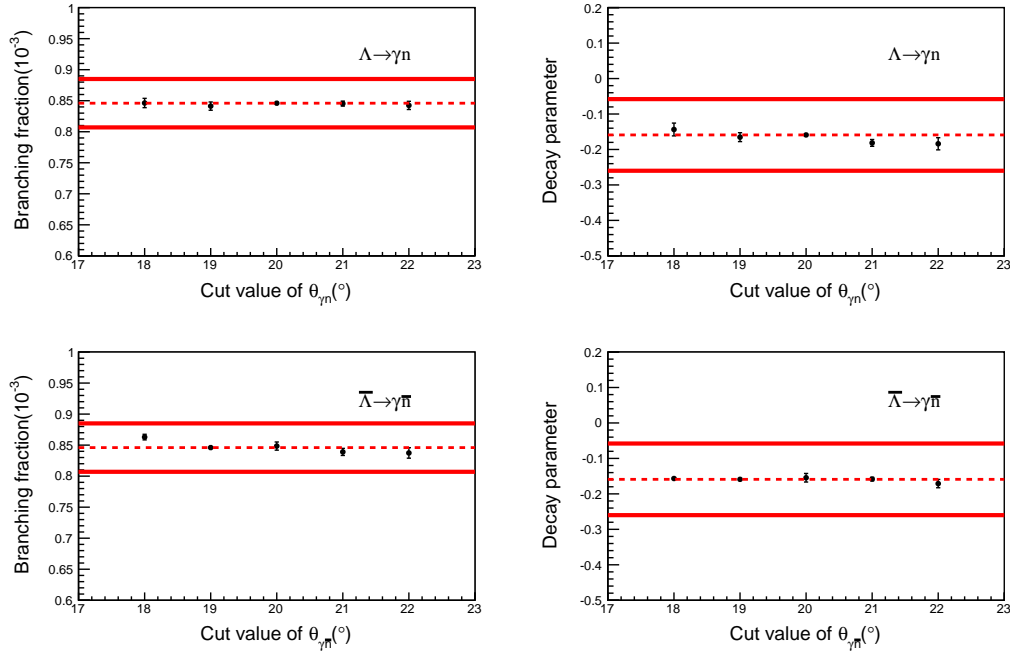 1
0.95
0.9
0.85
0.8
0.75
0.7
0.65
0.6
17 18 19 20 21 22 23
Branching fraction(10⁻³)
Cut value of θγn(°)
Λ→γn
0.2
0.1
0
-0.1
-0.2
-0.3
-0.4
-0.5
17 18 19 20 21 22 23
Decay parameter
Cut value of θγn(°)
Λ→γn
1
0.95
0.9
0.85
0.8
0.75
0.7
0.65
0.6
17 18 19 20 21 22 23
Branching fraction(10⁻³)
Cut value of θγn̅(°)
Λ̅→γn̅
0.2
0.1
0
-0.1
-0.2
-0.3
-0.4
-0.5
17 18 19 20 21 22 23
Decay parameter
Cut value of θγn̅(°)
Λ̅→γn̅